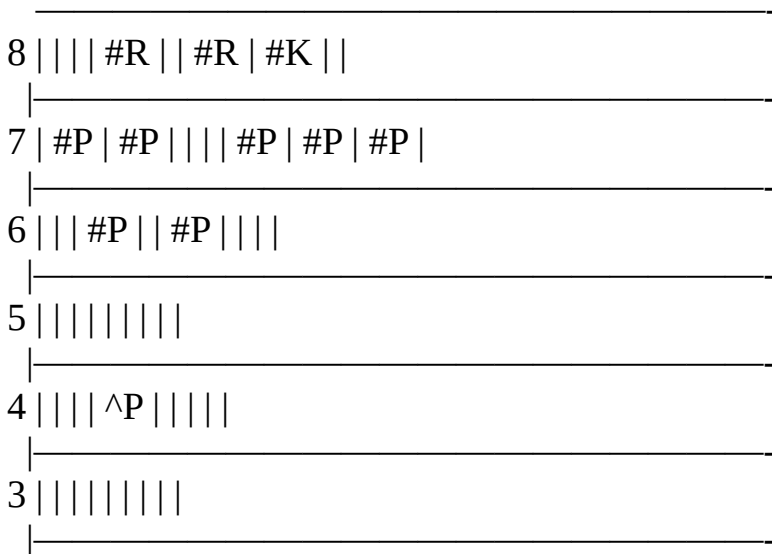 ————————————————————-
8 | | | | #R | | #R | #K | |
|————————————————————-
7 | #P | #P | | | | #P | #P | #P |
|————————————————————-
6 | | | #P | | #P | | | |
|————————————————————-
5 | | | | | | | | |
|————————————————————-
4 | | | | ^P | | | | |
|————————————————————-
3 | | | | | | | | |
|————————————————————-